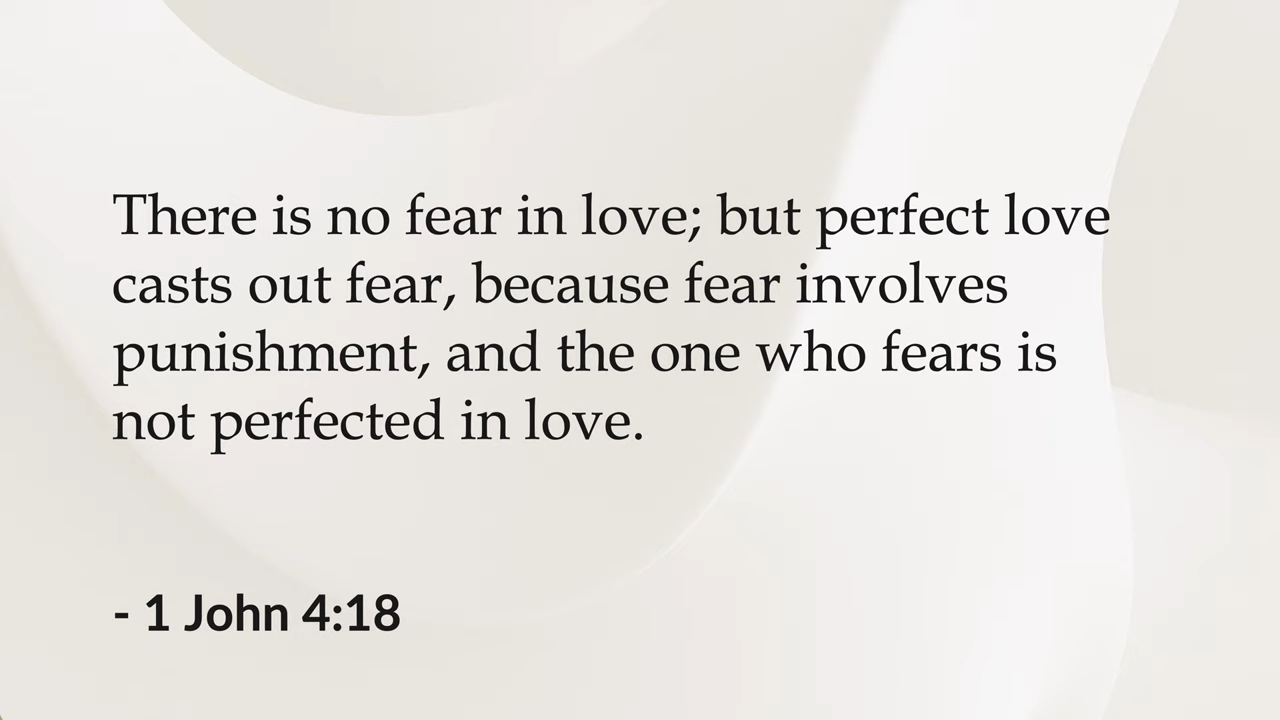 There is no fear in love; but perfect love
casts out fear, because fear involves
punishment, and the one who fears is
not perfected in love.
- 1 John 4:18